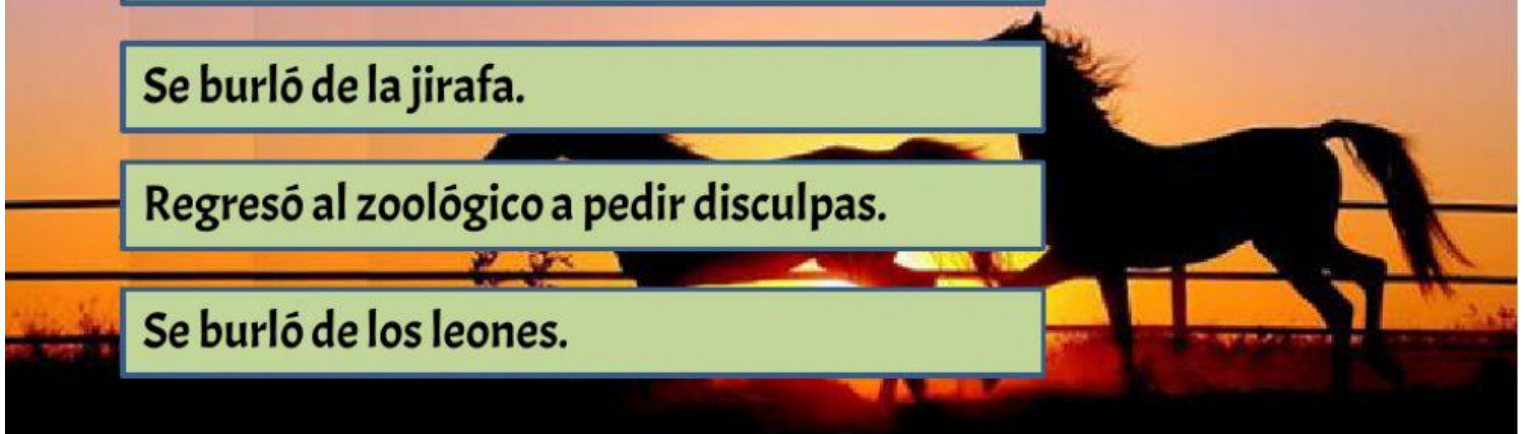 Se burló de la jirafa.
Regresó al zoológico a pedir disculpas.
Se burló de los leones.